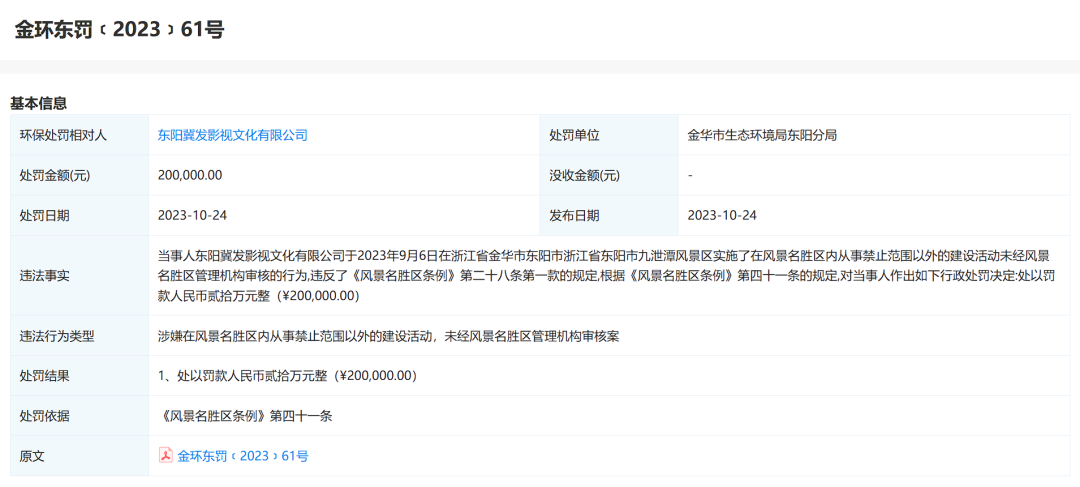 金环东罚﹝2023﹞61号
基本信息
环保处罚相对人 东阳冀发影视文化有限公司 处罚单位 金华市生态环境局东阳分局
处罚金额(元) 200,000.00 没收金额(元) -
处罚日期 2023-10-24 发布日期 2023-10-24
违法事实
当事人东阳冀发影视文化有限公司于2023年9月6日在浙江省金华市东阳市浙江省东阳市九泄潭风景区实施了在风景名胜区内从事禁止范围以外的建设活动未经风景
名胜区管理机构审核的行为,违反了《风景名胜区条例》第二十八条第一款的规定,根据《风景名胜区条例》第四十一条的规定,对当事人作出如下行政处罚决定:处以罚
款人民币贰拾万元整（¥200,000.00）
违法行为类型 涉嫌在风景名胜区内从事禁止范围以外的建设活动，未经风景名胜区管理机构审核案
处罚结果 1、处以罚款人民币贰拾万元整（¥200,000.00）
处罚依据 《风景名胜区条例》第四十一条
原文 金环东罚﹝2023﹞61号